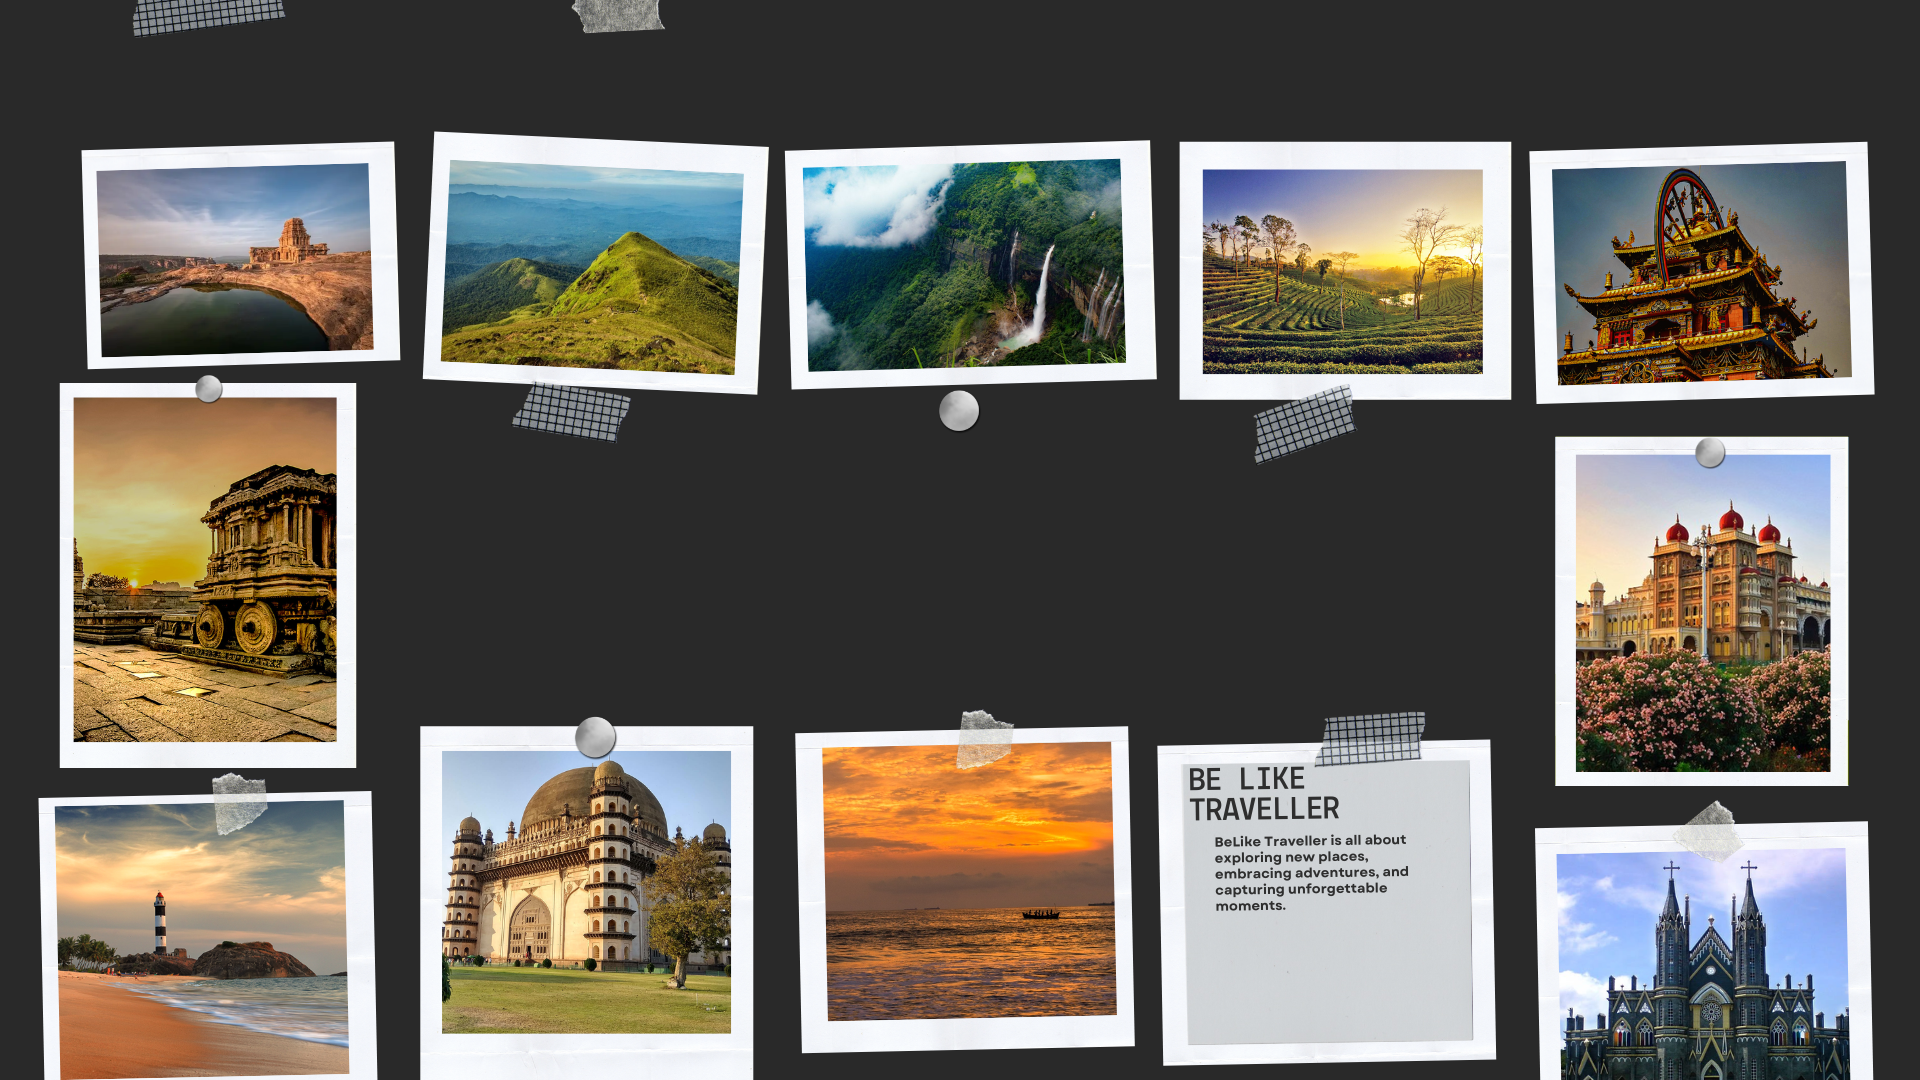 BE LIKE
TRAVELLER
BeLike Traveller is all about
exploring new places,
embracing adventures, and
capturing unforgettable
moments.